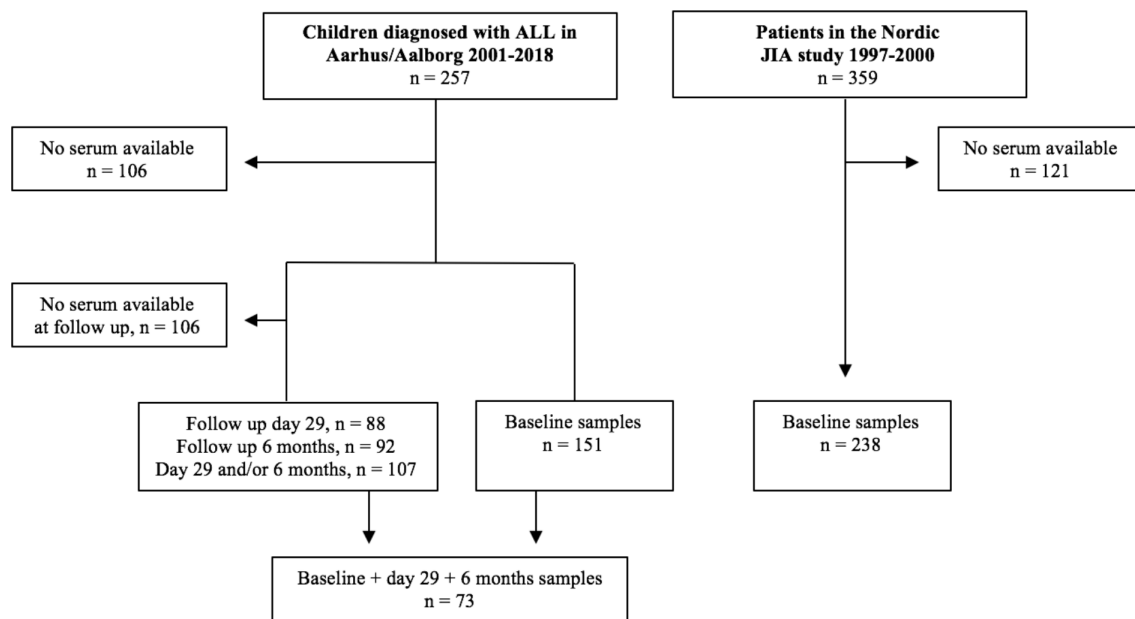 Children diagnosed with ALL in
Aarhus/Aalborg 2001-2018
n = 257
Patients in the Nordic
JIA study 1997-2000
n = 359
No serum available
n = 106
No serum available
n = 121
No serum available
at follow up, n = 106
Follow up day 29, n = 88
Follow up 6 months, n = 92
Day 29 and/or 6 months, n = 107
Baseline samples
n = 151
Baseline samples
n = 238
Baseline + day 29 + 6 months samples
n = 73